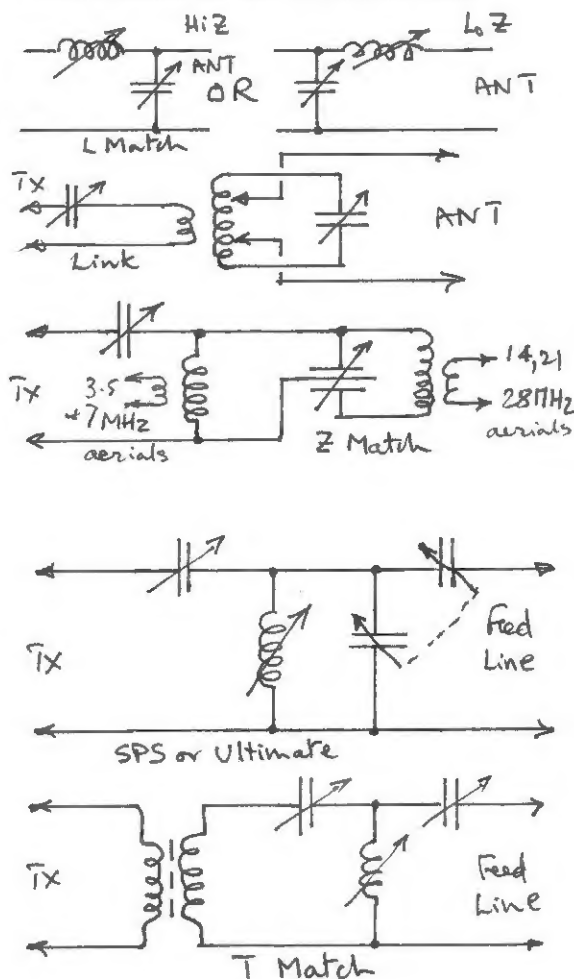 HiZ
LoZ
ANT
OR
ANT
L Match
Tx
ANT
Link
Tx
3.5
+7MHz
aerials
14,21
28MHz
aerials
Z Match
Tx
Feed
Line
SPS or Ultimate
Tx
Feed
Line
T Match